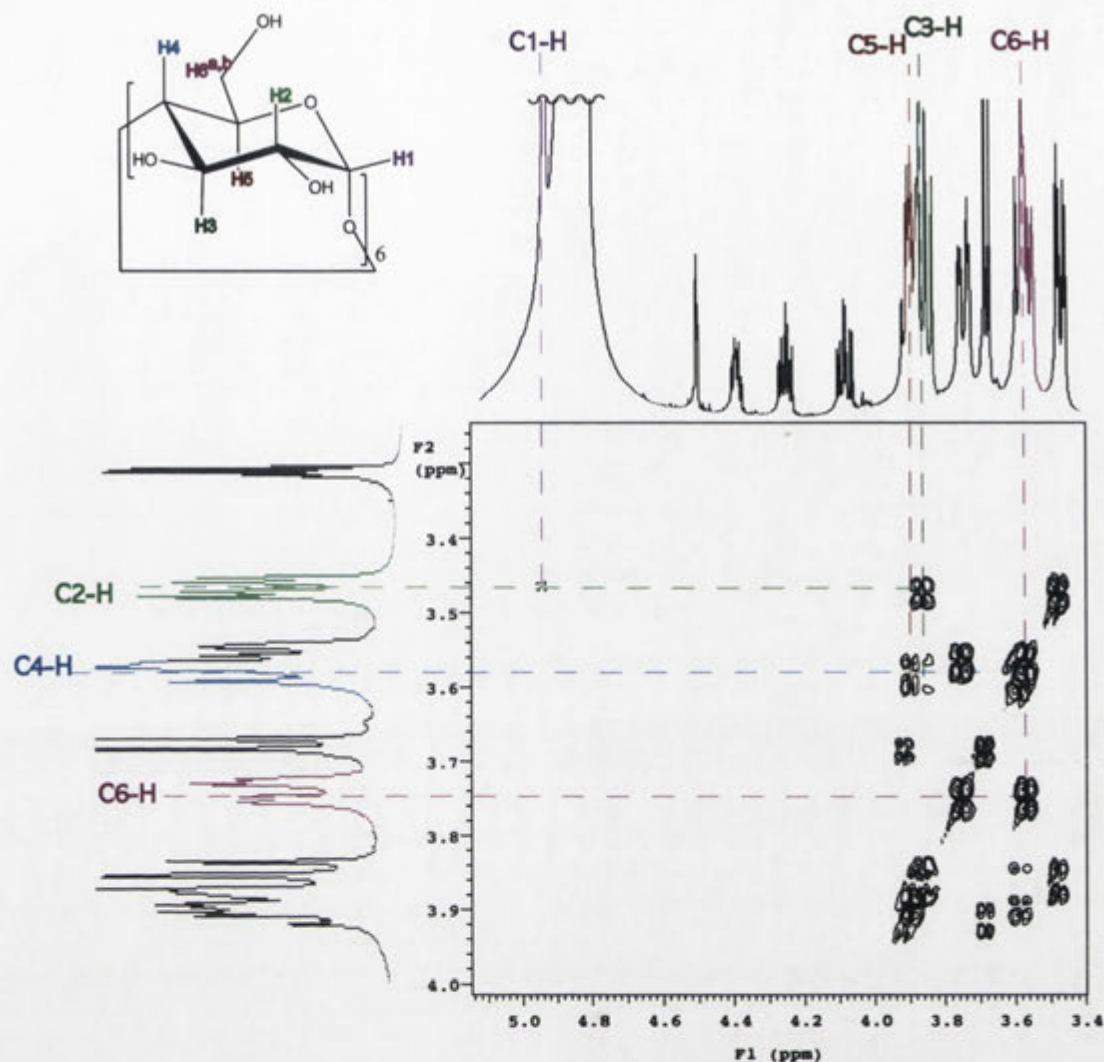 OH
H4
H6a,b
H2
O
HO
H5
OH
H1
H3
O
6
C1-H
C5-H
C3-H
C6-H
F2
(ppm)
3.4
C2-H
3.5
C4-H
3.6
3.7
C6-H
3.8
3.9
4.0
5.0 4.8 4.6 4.4 4.2 4.0 3.8 3.6 3.4
F1 (ppm)